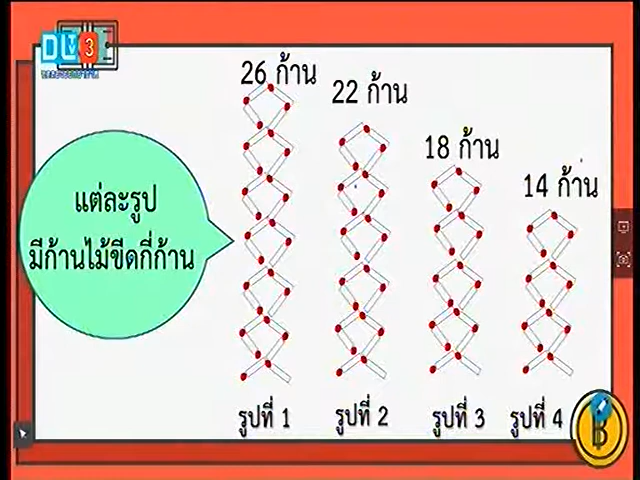 DLTV3
26 ก้าน
22 ก้าน
18 ก้าน
14 ก้าน
แต่ละรูป
มีก้านไม้ขีดกี่ก้าน
รูปที่ 1
รูปที่ 2
รูปที่ 3
รูปที่ 4
฿